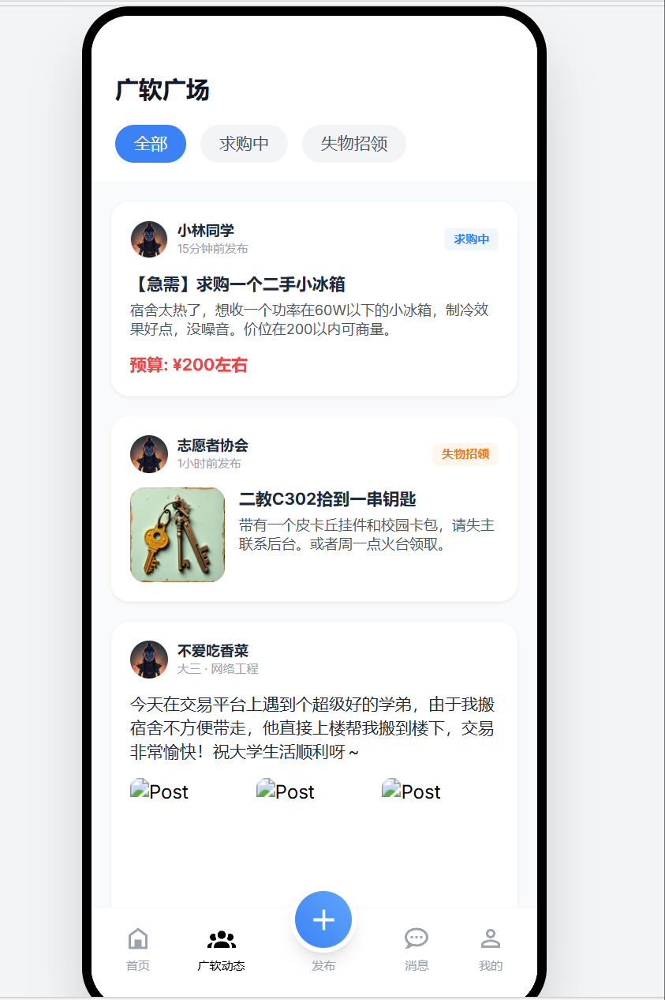 广软广场
全部 求购中 失物招领
小林同学
15分钟前发布
求购中
【急需】求购一个二手小冰箱
宿舍太热了，想收一个功率在60W以下的小冰箱，制冷效
果好点，没噪音。价位在200以内可商量。
预算: ¥200左右
志愿者协会
1小时前发布
失物招领
二教C302拾到一串钥匙
带有一个皮卡丘挂件和校园卡包，请失主
联系后台。或者周一点火台领取。
不爱吃香菜
大三 · 网络工程
今天在交易平台上遇到个超级好的学弟，由于我搬
宿舍不方便带走，他直接上楼帮我搬到楼下，交易
非常愉快！祝大学生活顺利呀～
Post Post Post
首页 广软动态 发布 消息 我的